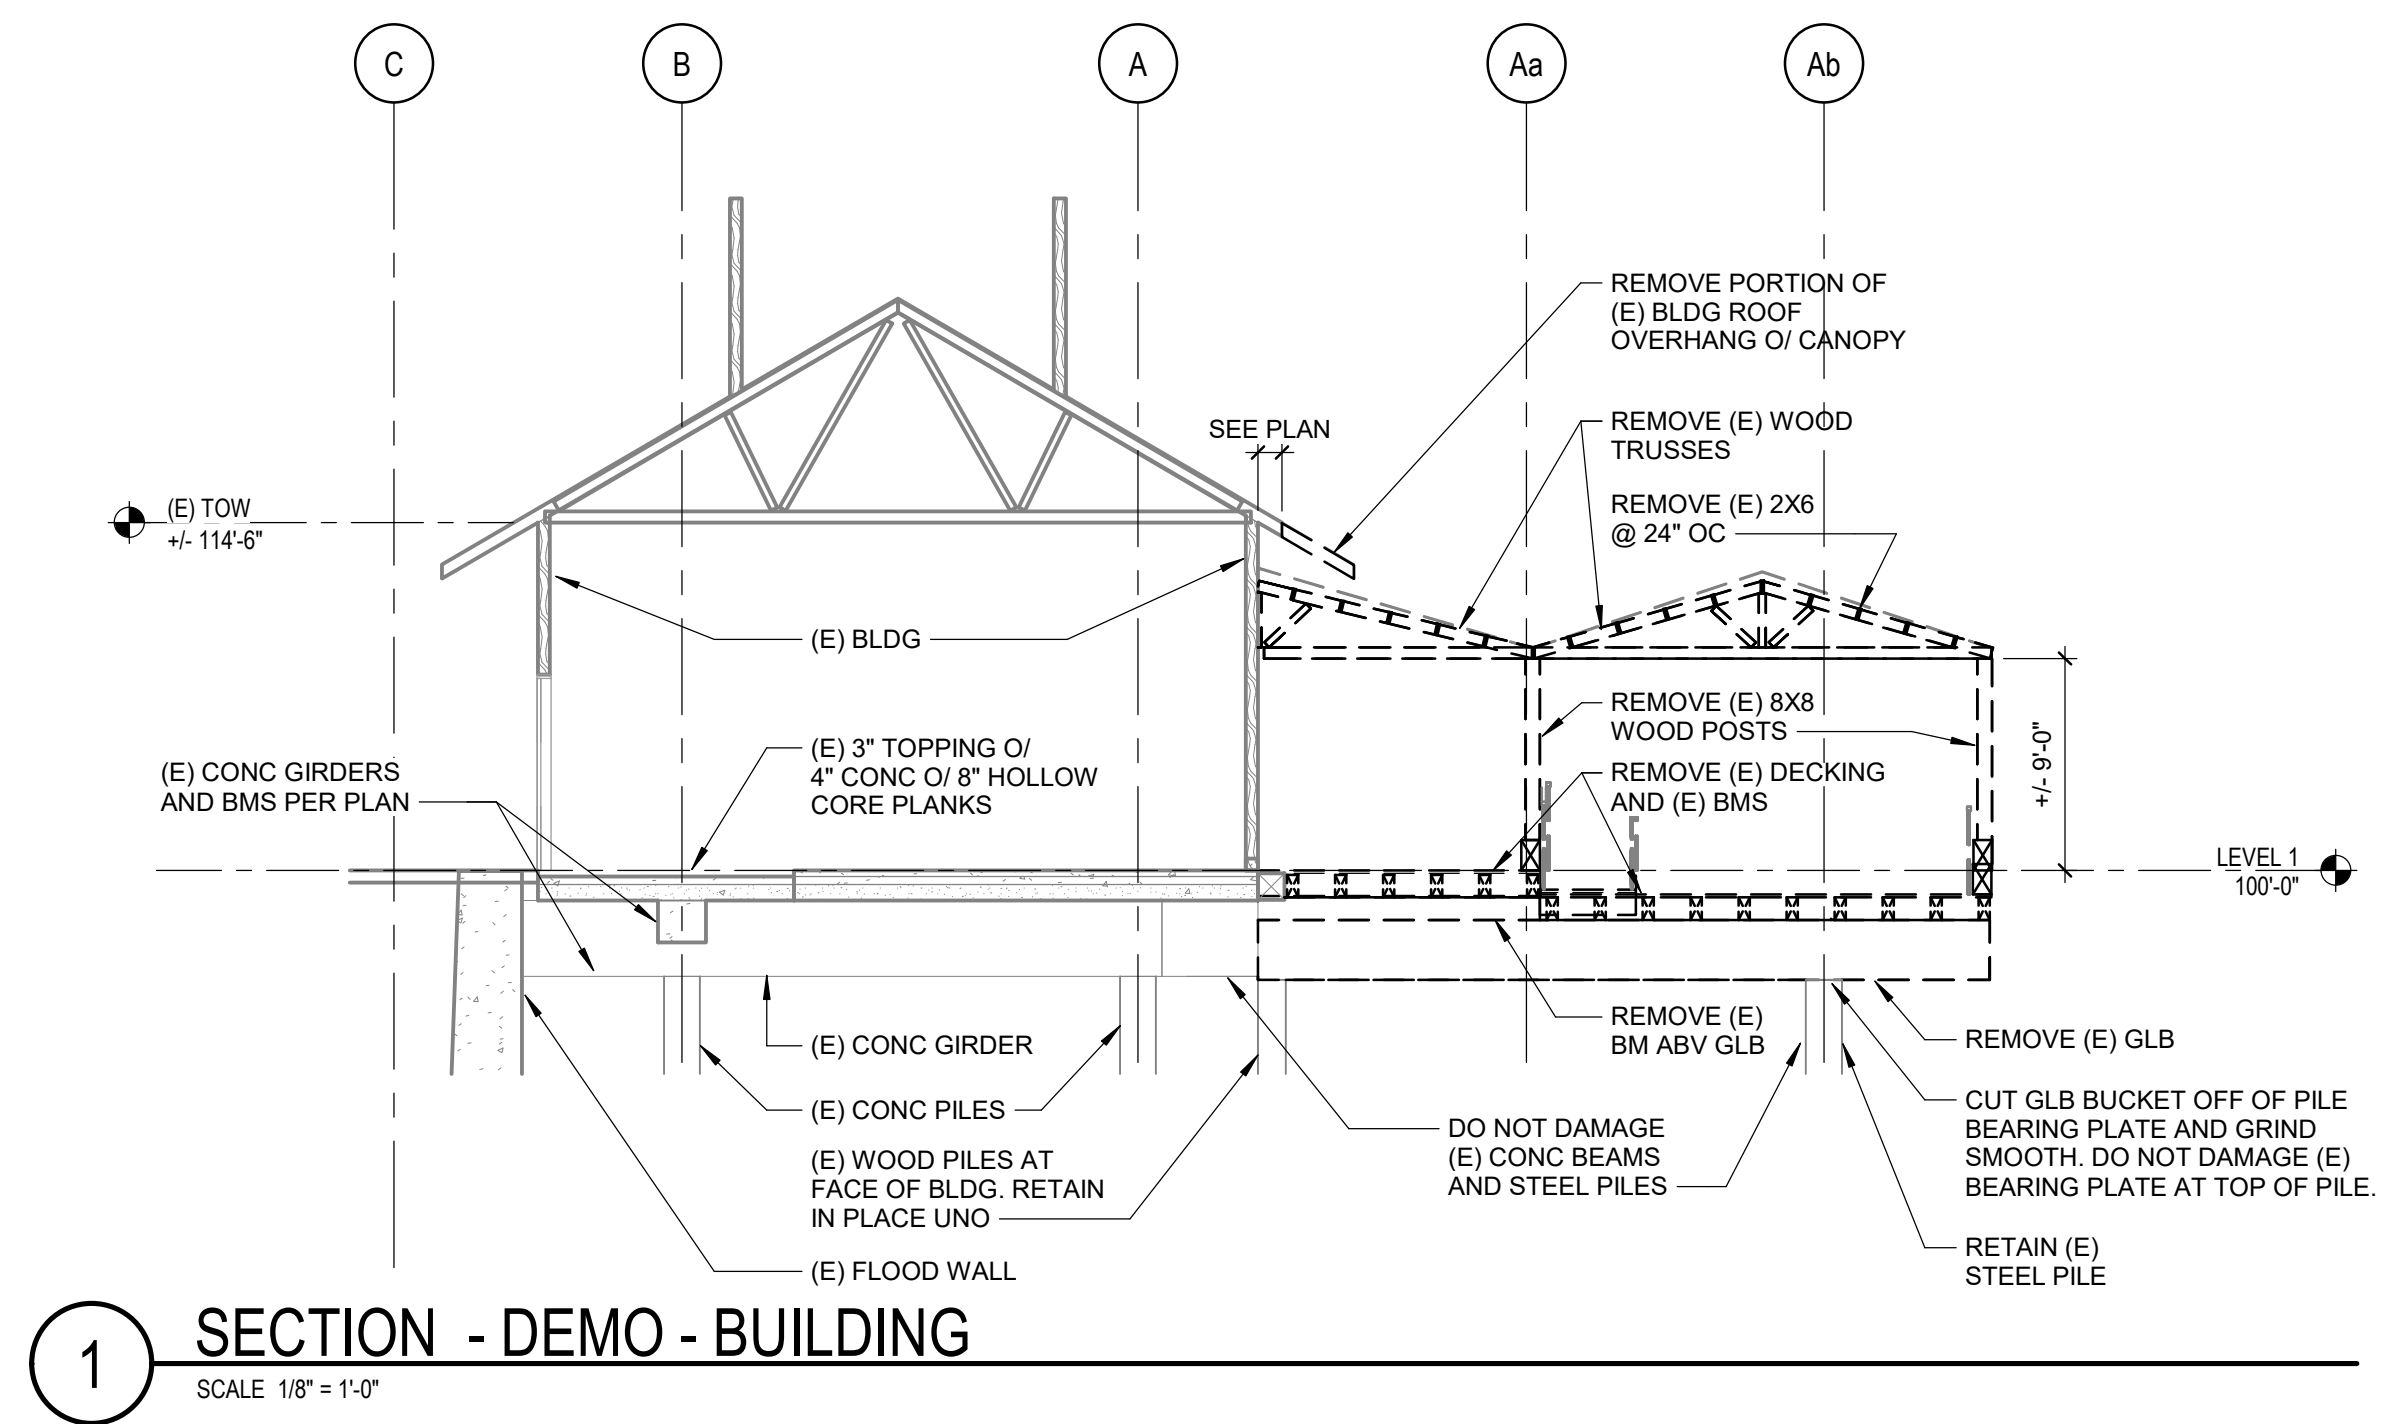 C
B
A
Aa
Ab
REMOVE PORTION OF
(E) BLDG ROOF
OVERHANG O/ CANOPY
SEE PLAN
REMOVE (E) WOOD
TRUSSES
REMOVE (E) 2X6
@ 24" OC
(E) TOW
+/- 114'-6"
(E) BLDG
REMOVE (E) 8X8
WOOD POSTS
+/- 9'-0"
(E) 3" TOPPING O/
4" CONC O/ 8" HOLLOW
CORE PLANKS
(E) CONC GIRDERS
AND BMS PER PLAN
REMOVE (E) DECKING
AND (E) BMS
LEVEL 1
100'-0"
(E) CONC GIRDER
REMOVE (E)
BM ABV GLB
REMOVE (E) GLB
(E) CONC PILES
DO NOT DAMAGE
(E) CONC BEAMS
AND STEEL PILES
CUT GLB BUCKET OFF OF PILE
BEARING PLATE AND GRIND
SMOOTH. DO NOT DAMAGE (E)
BEARING PLATE AT TOP OF PILE.
(E) WOOD PILES AT
FACE OF BLDG. RETAIN
IN PLACE UNO
RETAIN (E)
STEEL PILE
(E) FLOOD WALL
1
SECTION - DEMO - BUILDING
SCALE 1/8" = 1'-0"